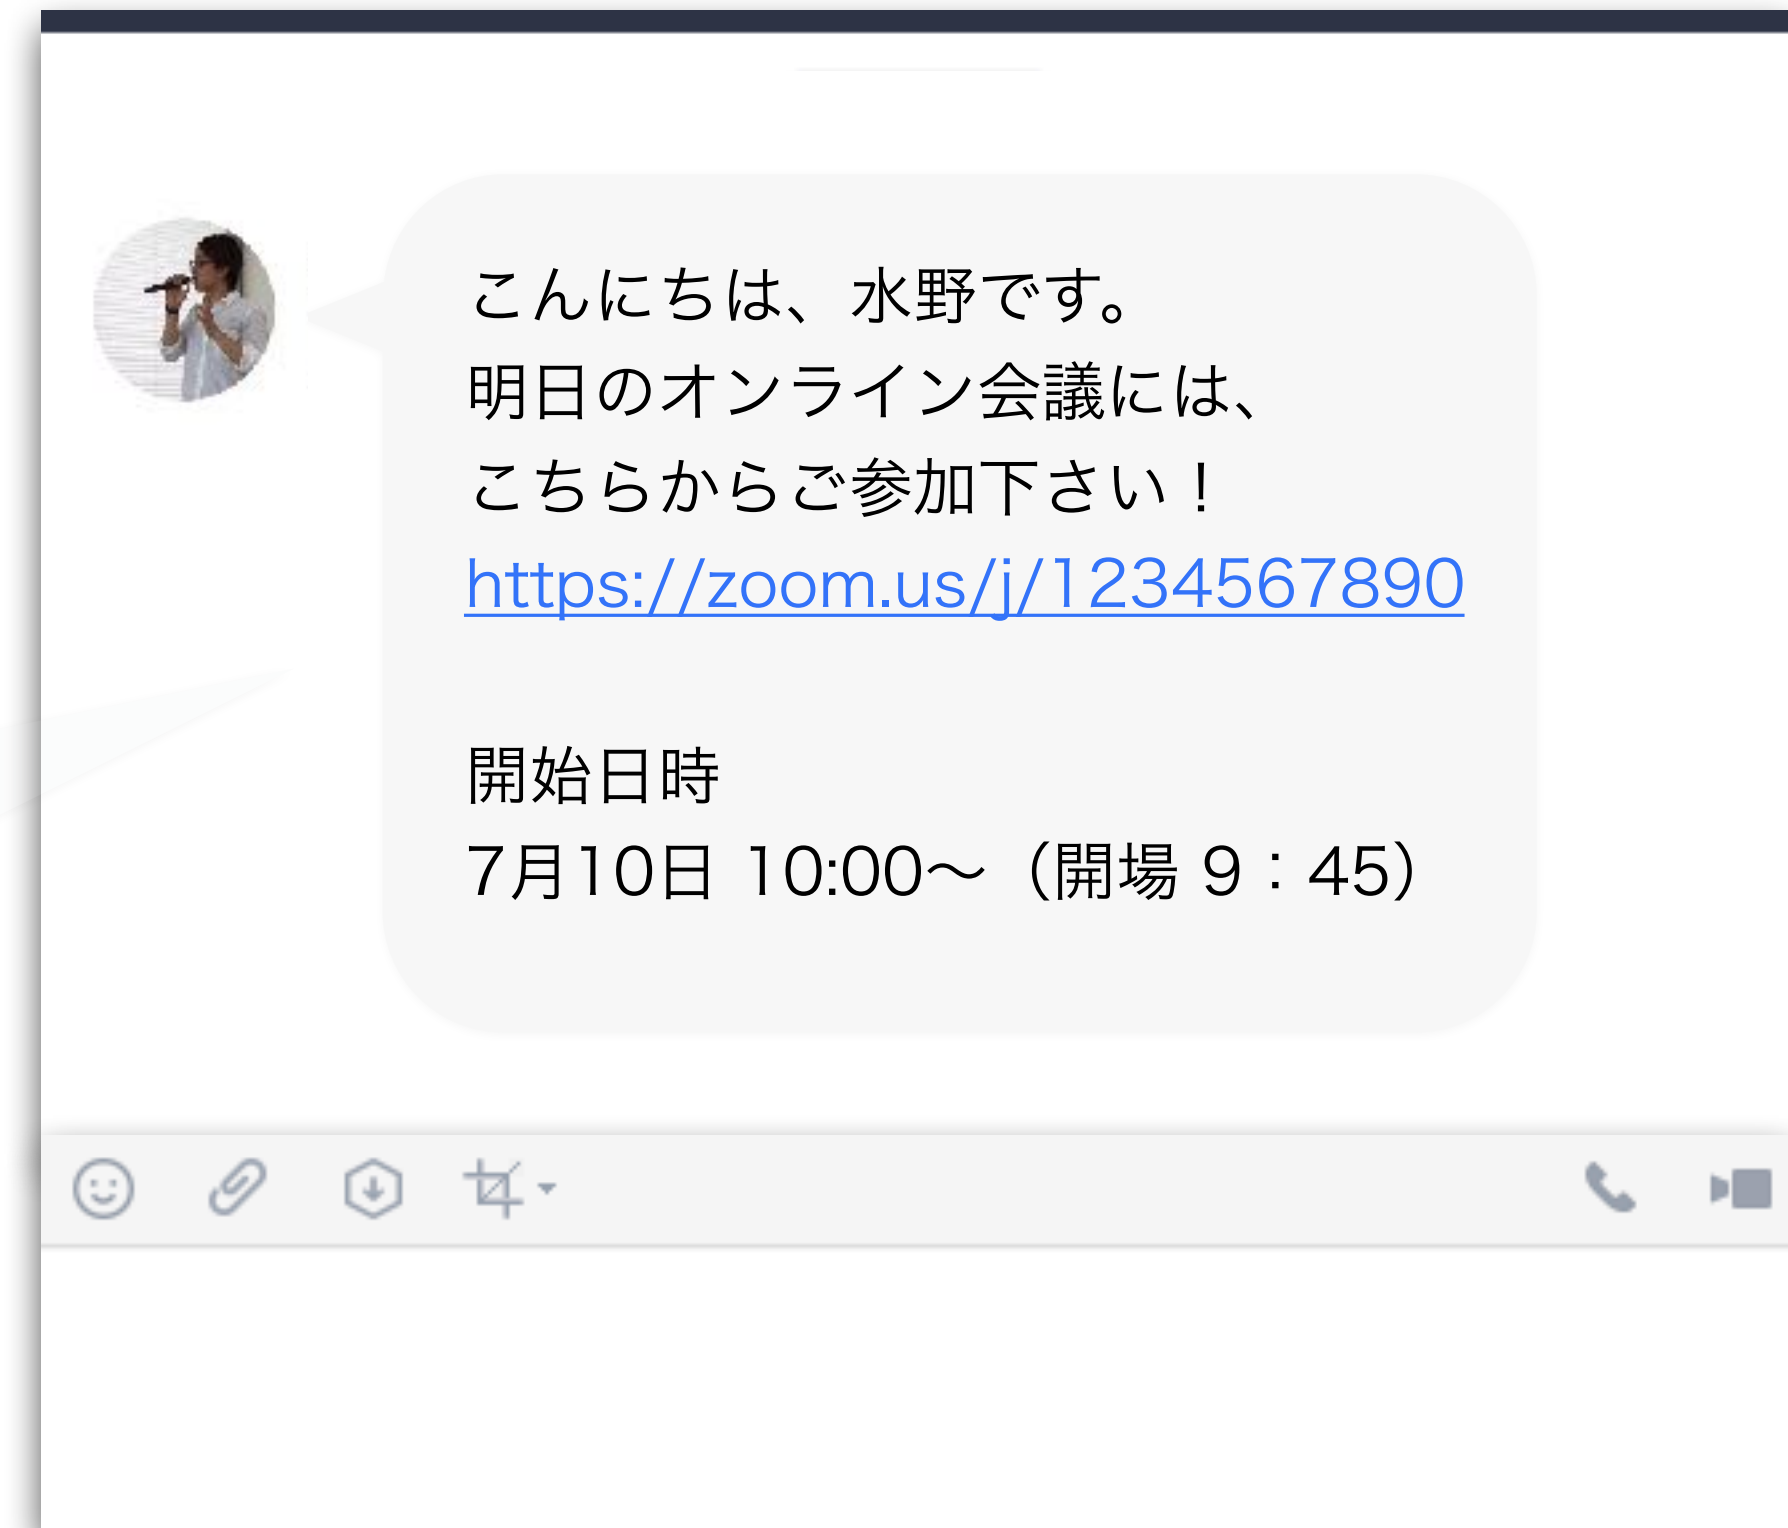 こんにちは、水野です。
明日のオンライン会議には、
こちらからご参加下さい！
https://zoom.us/j/1234567890
開始日時
7月10日 10:00〜（開場 9：45）